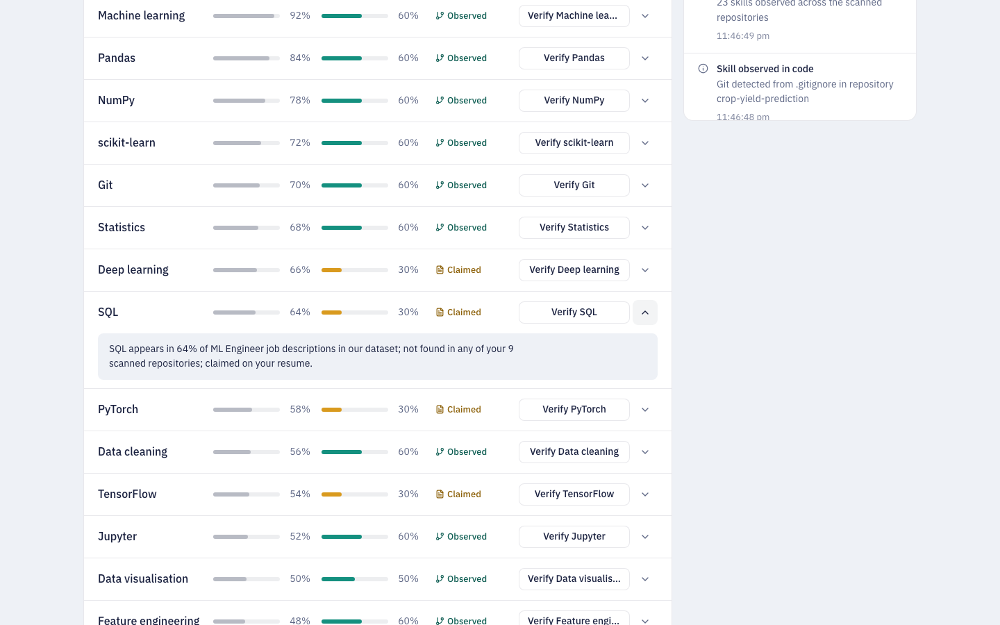 Machine learning 92% 60% Observed Verify Machine lea...
Pandas 84% 60% Observed Verify Pandas
NumPy 78% 60% Observed Verify NumPy
scikit-learn 72% 60% Observed Verify scikit-learn
Git 70% 60% Observed Verify Git
Statistics 68% 60% Observed Verify Statistics
Deep learning 66% 30% Claimed Verify Deep learning
SQL 64% 30% Claimed Verify SQL
SQL appears in 64% of ML Engineer job descriptions in our dataset; not found in any of your 9
scanned repositories; claimed on your resume.
PyTorch 58% 30% Claimed Verify PyTorch
Data cleaning 56% 60% Observed Verify Data cleaning
TensorFlow 54% 30% Claimed Verify TensorFlow
Jupyter 52% 60% Observed Verify Jupyter
Data visualisation 50% 50% Observed Verify Data visualis...
Feature engineering 48% 60% Observed Verify Feature engi...
23 skills observed across the scanned
repositories
11:46:49 pm
Skill observed in code
Git detected from .gitignore in repository
crop-yield-prediction
11:46:48 pm